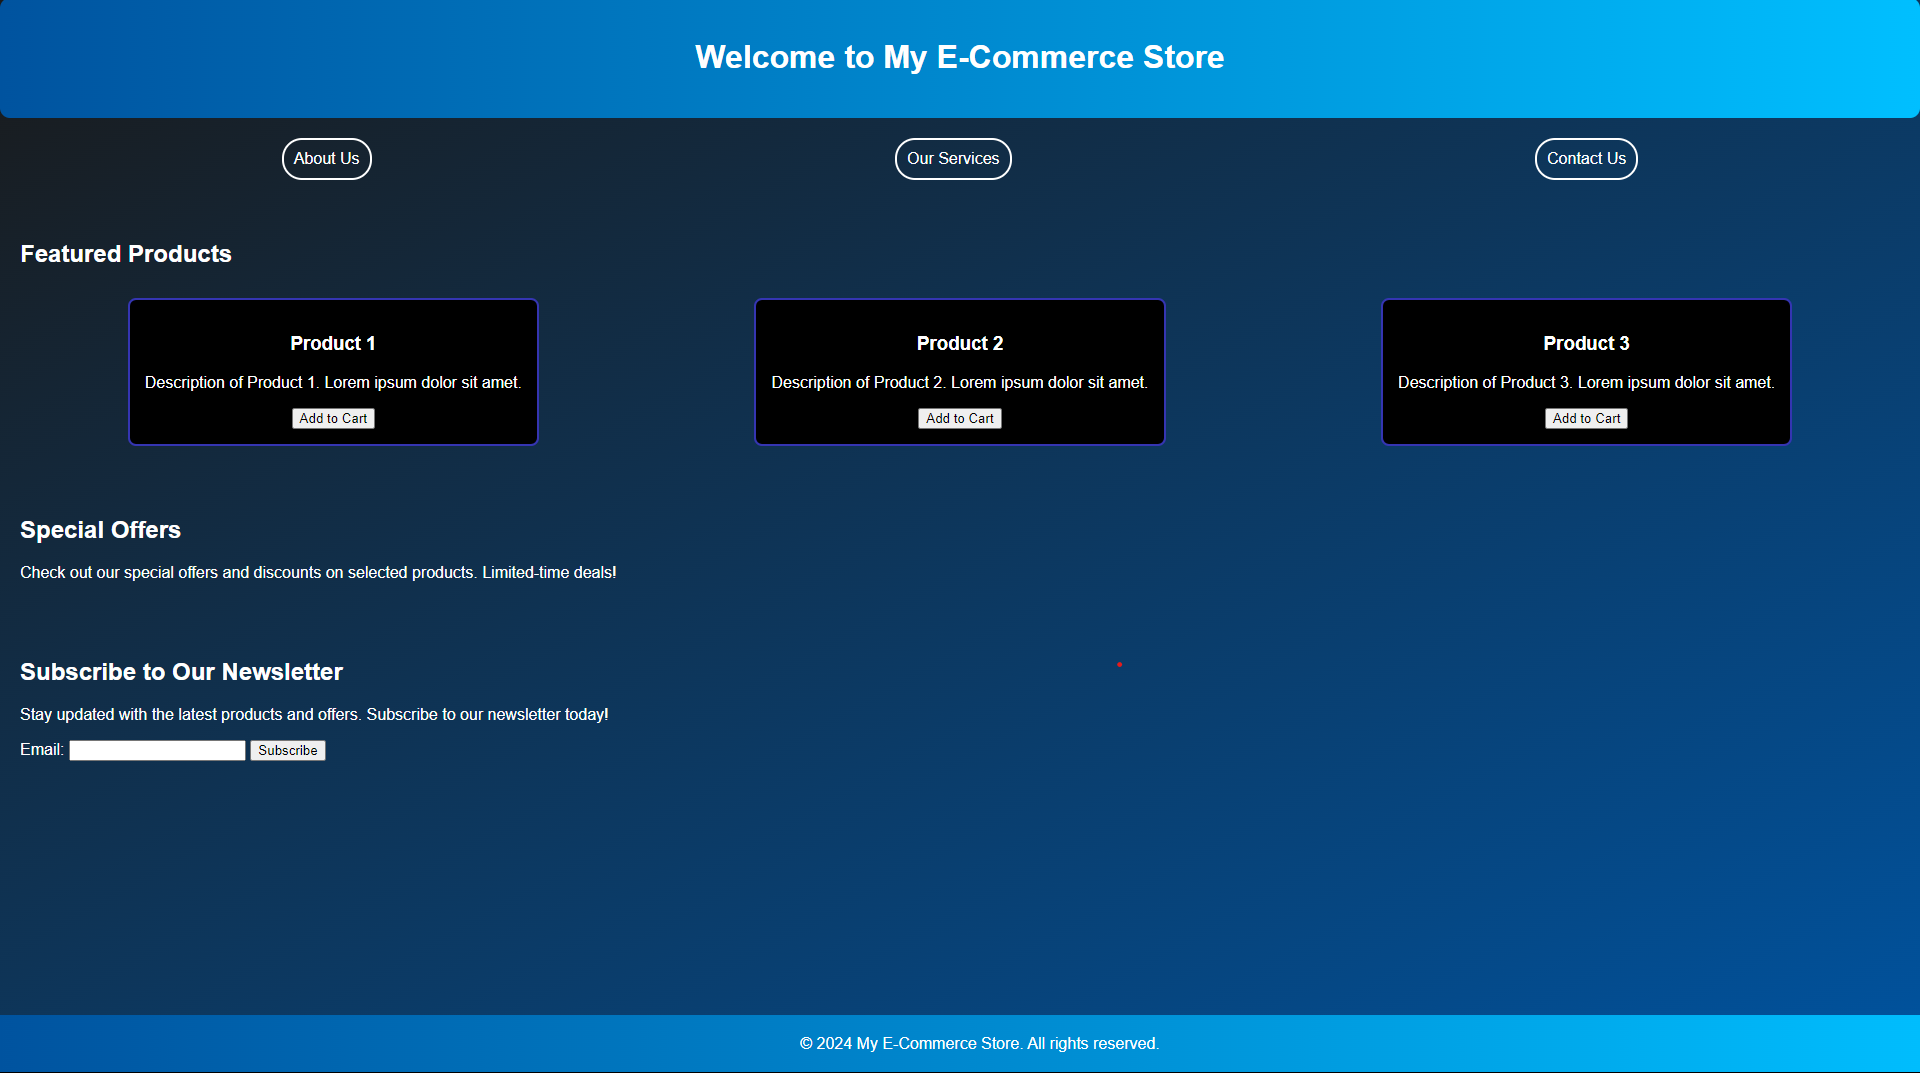 Welcome to My E-Commerce Store
About Us
Our Services
Contact Us
Featured Products
Product 1
Description of Product 1. Lorem ipsum dolor sit amet.
Add to Cart
Product 2
Description of Product 2. Lorem ipsum dolor sit amet.
Add to Cart
Product 3
Description of Product 3. Lorem ipsum dolor sit amet.
Add to Cart
Special Offers
Check out our special offers and discounts on selected products. Limited-time deals!
Subscribe to Our Newsletter
Stay updated with the latest products and offers. Subscribe to our newsletter today!
Email: Subscribe
© 2024 My E-Commerce Store. All rights reserved.